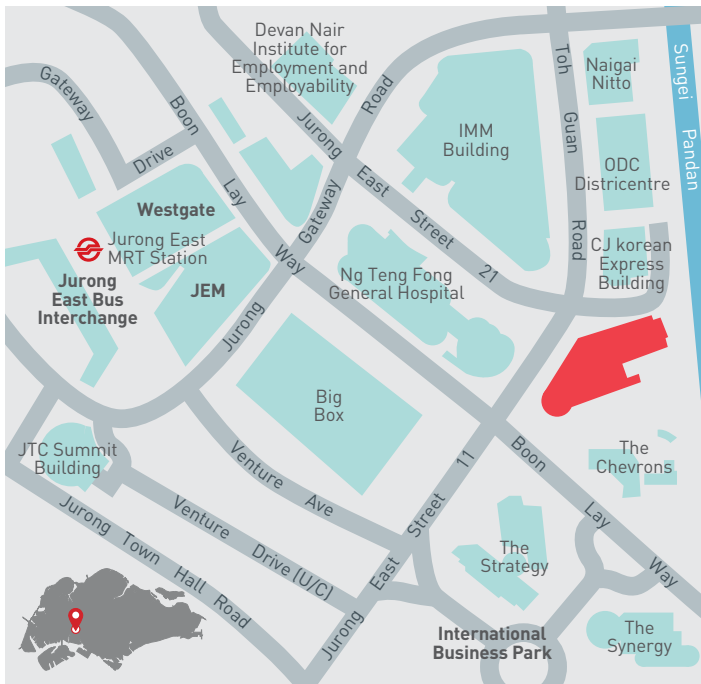 Devan Nair
Institute for
Employment and
Employability
Gateway
Drive
Boon
Lay
Way
Boon
Lay
Way
Jurong
Gateway
Road
Jurong
East
Street
21
IMM
Building
Toh
Guan
Road
Naigai
Nitto
Sungei
Pandan
ODC
Districentre
CJ korean
Express
Building
Westgate
Jurong East
MRT Station
Jurong
East Bus
Interchange
JEM
Ng Teng Fong
General Hospital
Big
Box
JTC Summit
Building
Venture Ave
Venture Drive (U/C)
Jurong Town Hall Road
Jurong East Street 11
The
Chevrons
The
Strategy
International
Business Park
The
Synergy